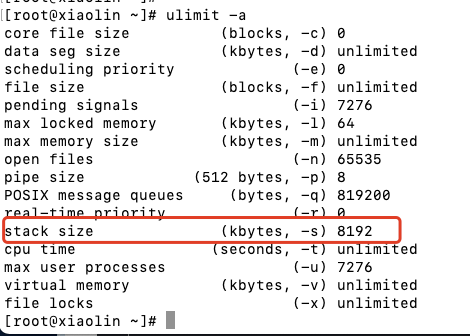 [root@xiaolin ~]# ulimit -a
core file size (blocks, -c) 0
data seg size (kbytes, -d) unlimited
scheduling priority (-e) 0
file size (blocks, -f) unlimited
pending signals (-i) 7276
max locked memory (kbytes, -l) 64
max memory size (kbytes, -m) unlimited
open files (-n) 65535
pipe size (512 bytes, -p) 8
POSIX message queues (bytes, -q) 819200
real-time priority (-r) 0
stack size (kbytes, -s) 8192
cpu time (seconds, -t) unlimited
max user processes (-u) 7276
virtual memory (kbytes, -v) unlimited
file locks (-x) unlimited
[root@xiaolin ~]#